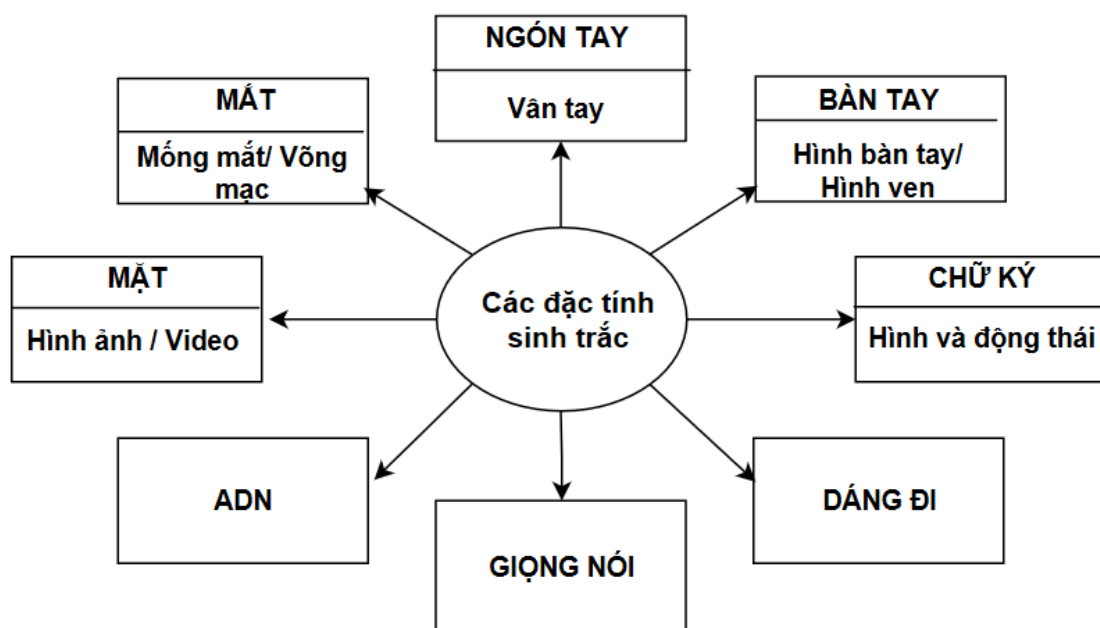 NGÓN TAY
Vân tay
MẮT
Mống mắt/ Võng
mạc
BÀN TAY
Hình bàn tay/
Hình ven
MẶT
Hình ảnh / Video
Các đặc tính
sinh trắc
CHỮ KÝ
Hình và động thái
ADN
GIỌNG NÓI
DÁNG ĐI